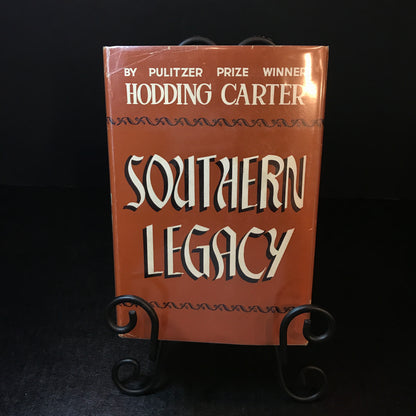 BY PULITZER PRIZE WINNER
HODDING CARTER
SOUTHERN
LEGACY